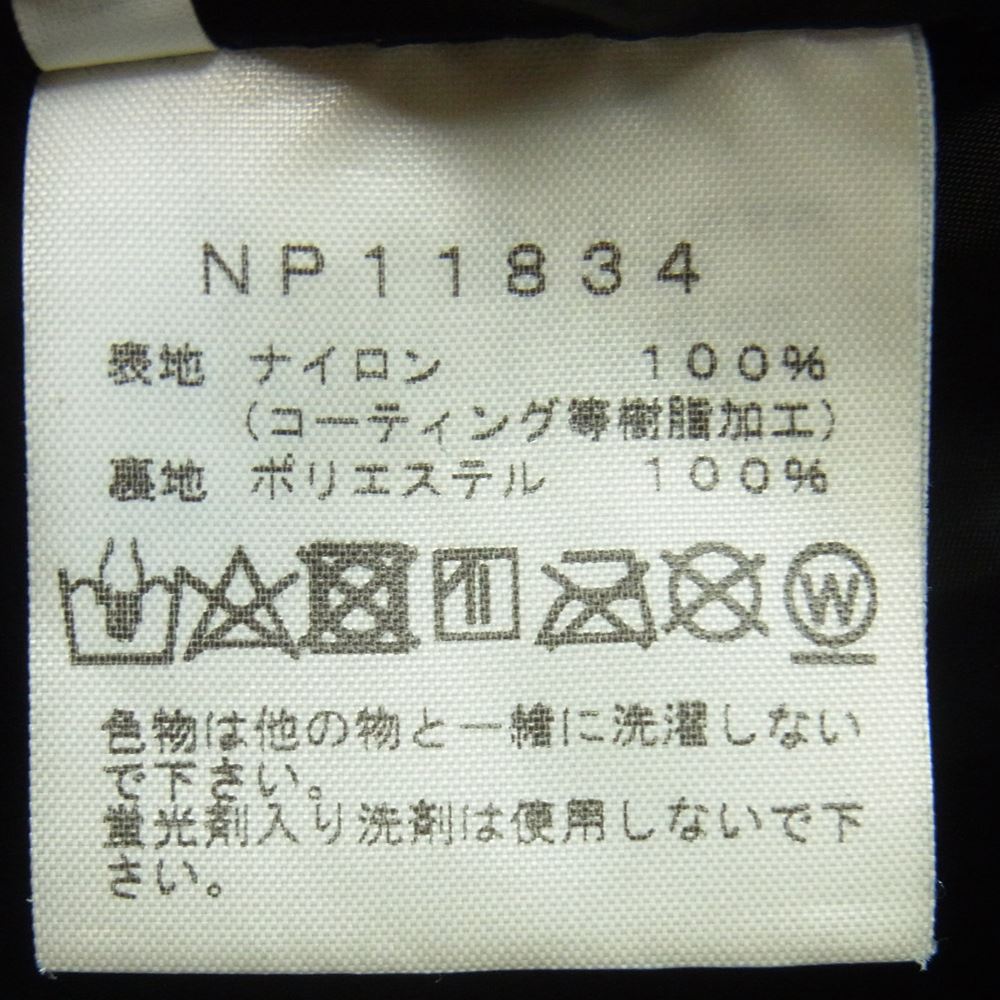 NP11834
表地 ナイロン 100%
(コーティング等樹脂加工)
裏地 ポリエステル 100%
W
色物は他の物と一緒に洗濯しない
で下さい。
蛍光剤入り洗剤は使用しないで下
さい。